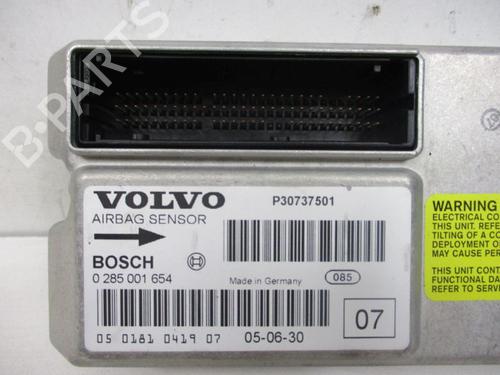 B-PARTS
VOLVO
AIRBAG SENSOR
P30737501
BOSCH
0 285 001 654
Made in Germany
085
05 0181 0419 07
05-06-30
07
WARNING
ELECTRICAL CO
THIS UNIT. REFE
TILTING OF A CO
DEPLOYMENT O
MAY CAUSE PER
THIS UNIT CONT
FUNCTIONAL DA
REFER TO SERV